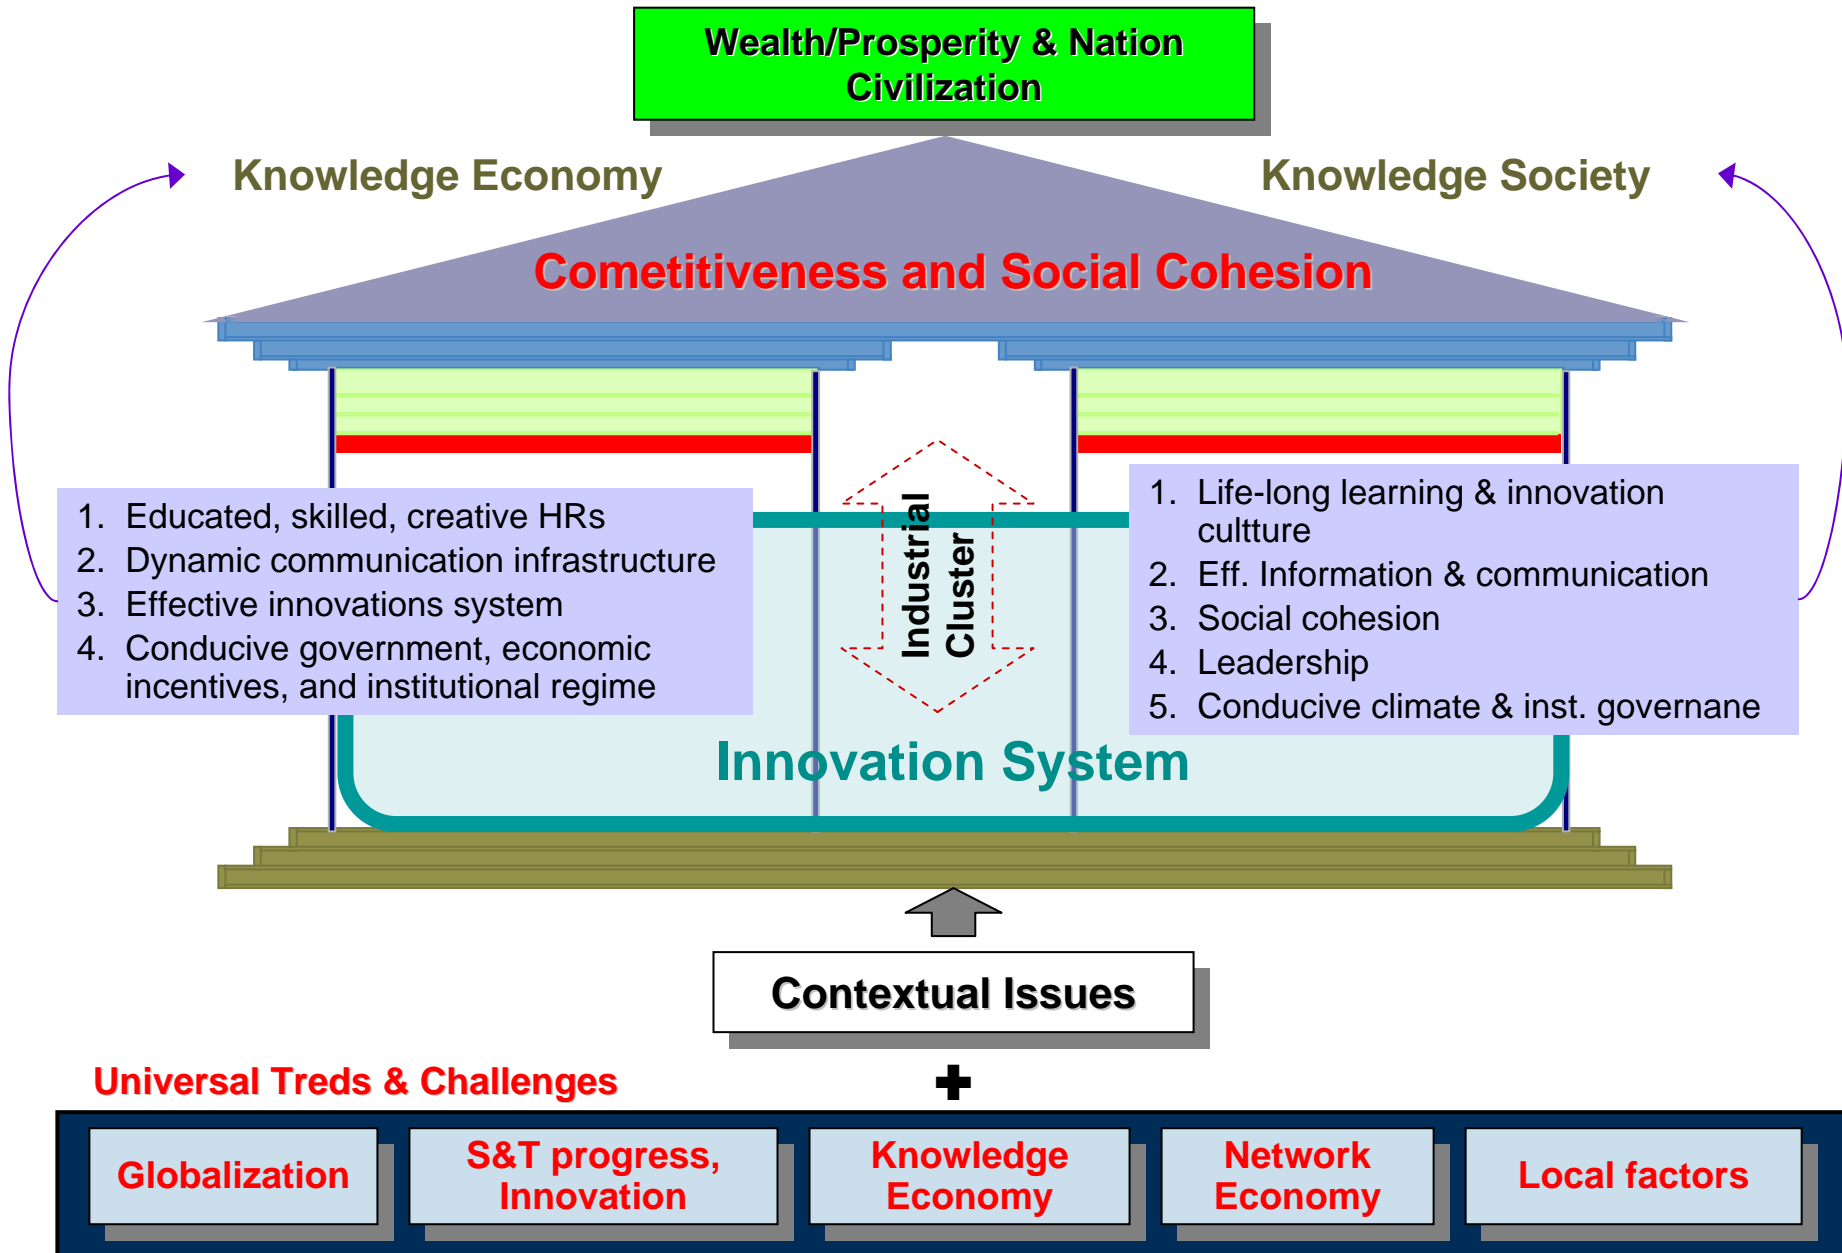 Wealth/Prosperity & Nation
Civilization
Knowledge Economy
Knowledge Society
Cometitiveness and Social Cohesion
1. Educated, skilled, creative HRs
2. Dynamic communication infrastructure
3. Effective innovations system
4. Conducive government, economic
incentives, and institutional regime
Industrial
Cluster
1. Life-long learning & innovation
cultture
2. Eff. Information & communication
3. Social cohesion
4. Leadership
5. Conducive climate & inst. governane
Innovation System
Contextual Issues
Universal Treds & Challenges
+
Globalization
S&T progress,
Innovation
Knowledge
Economy
Network
Economy
Local factors